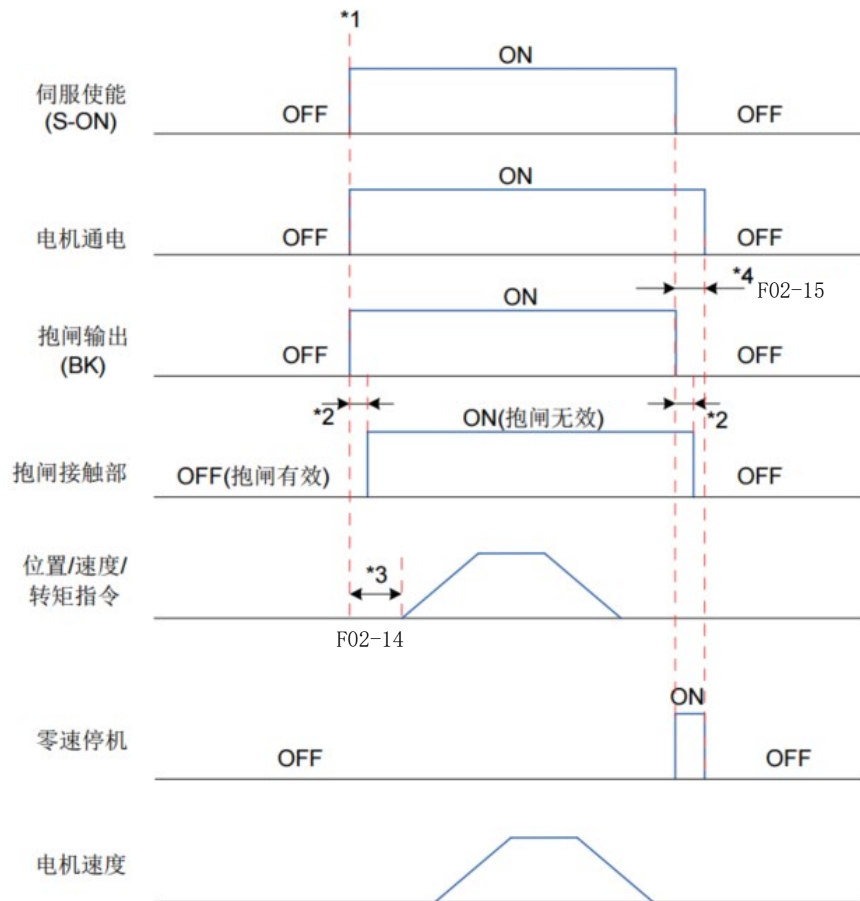 *1
ON
伺服使能
(S-ON)
OFF
OFF
ON
电机通电
OFF
OFF
*4 F02-15
ON
抱闸输出
(BK)
OFF
OFF
*2
ON(抱闸无效)
*2
抱闸接触部
OFF(抱闸有效)
OFF
位置/速度/
转矩指令
*3
F02-14
ON
零速停机
OFF
OFF
电机速度